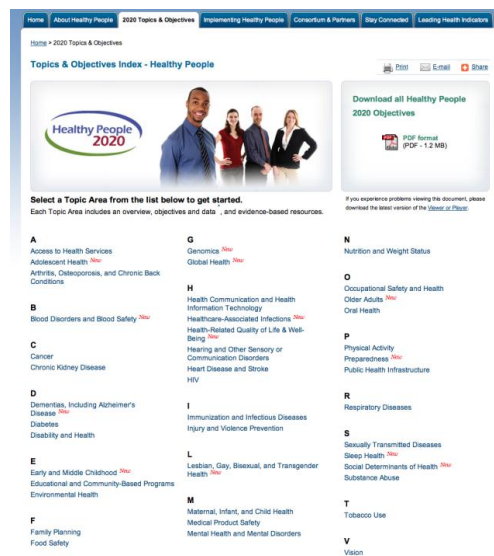 Home
About Healthy People
2020 Topics & Objectives
Implementing Healthy People
Consortium & Partners
Stay Connected
Leading Health Indicators
Home > 2020 Topics & Objectives
Topics & Objectives Index - Healthy People
Print
E-mail
Share
Healthy People
2020
Download all Healthy People
2020 Objectives
PDF format
(PDF - 1.2 MB)
Select a Topic Area from the list below to get started.
Each Topic Area includes an overview, objectives and data , and evidence-based resources.
If you experience problems viewing this document, please
download the latest version of the Viewer or Player.
A
Access to Health Services
Adolescent Health New
Arthritis, Osteoporosis, and Chronic Back
Conditions
B
Blood Disorders and Blood Safety New
C
Cancer
Chronic Kidney Disease
D
Dementias, Including Alzheimer's
Disease New
Diabetes
Disability and Health
E
Early and Middle Childhood New
Educational and Community-Based Programs
Environmental Health
F
Family Planning
Food Safety
G
Genomics New
Global Health New
H
Health Communication and Health
Information Technology
Healthcare-Associated Infections New
Health-Related Quality of Life & Well-
Being New
Hearing and Other Sensory or
Communication Disorders
Heart Disease and Stroke
HIV
I
Immunization and Infectious Diseases
Injury and Violence Prevention
L
Lesbian, Gay, Bisexual, and Transgender
Health New
M
Maternal, Infant, and Child Health
Medical Product Safety
Mental Health and Mental Disorders
N
Nutrition and Weight Status
O
Occupational Safety and Health
Older Adults New
Oral Health
P
Physical Activity
Preparedness New
Public Health Infrastructure
R
Respiratory Diseases
S
Sexually Transmitted Diseases
Sleep Health New
Social Determinants of Health New
Substance Abuse
T
Tobacco Use
V
Vision